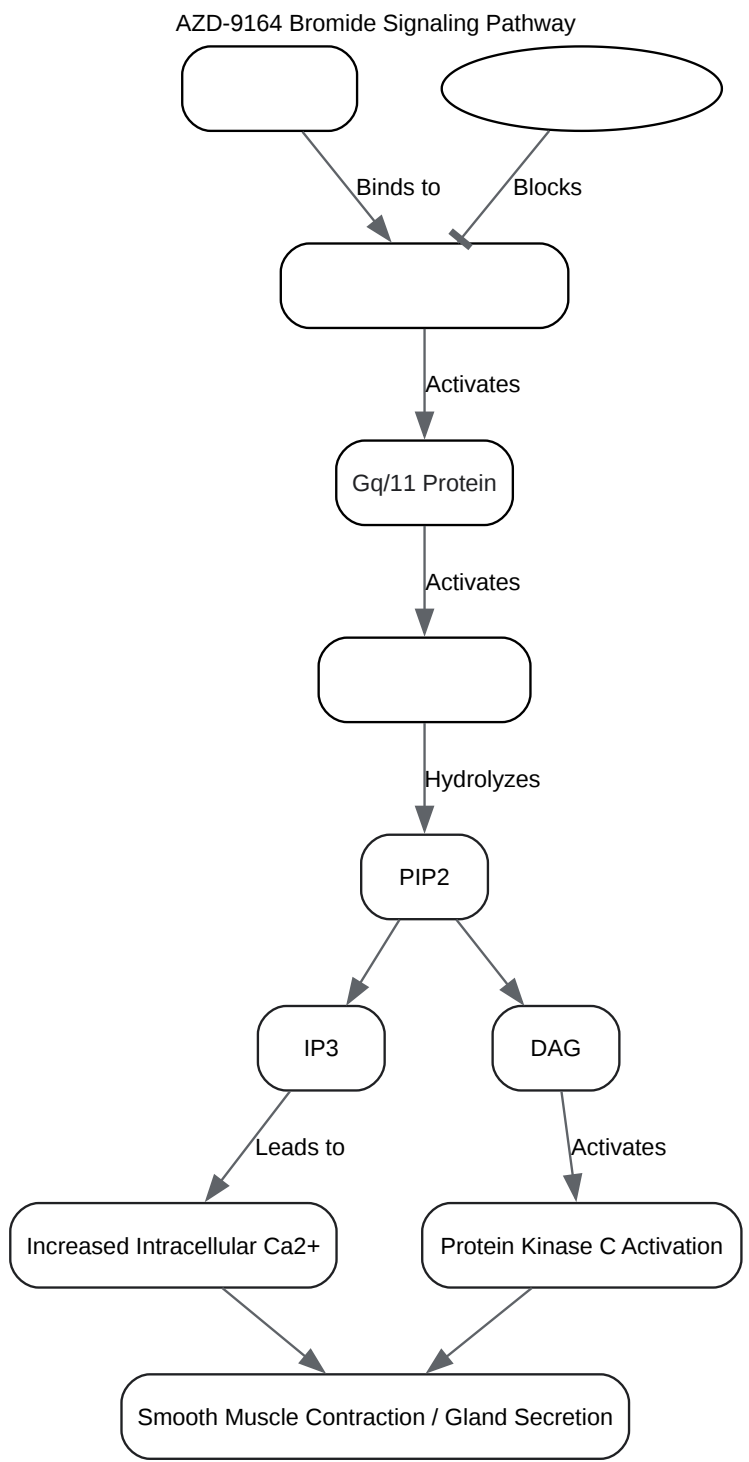 AZD-9164 Bromide Signaling Pathway
Binds to
Blocks
Activates
Gq/11 Protein
Activates
Hydrolyzes
PIP2
IP3
DAG
Leads to
Activates
Increased Intracellular Ca2+
Protein Kinase C Activation
Smooth Muscle Contraction / Gland Secretion